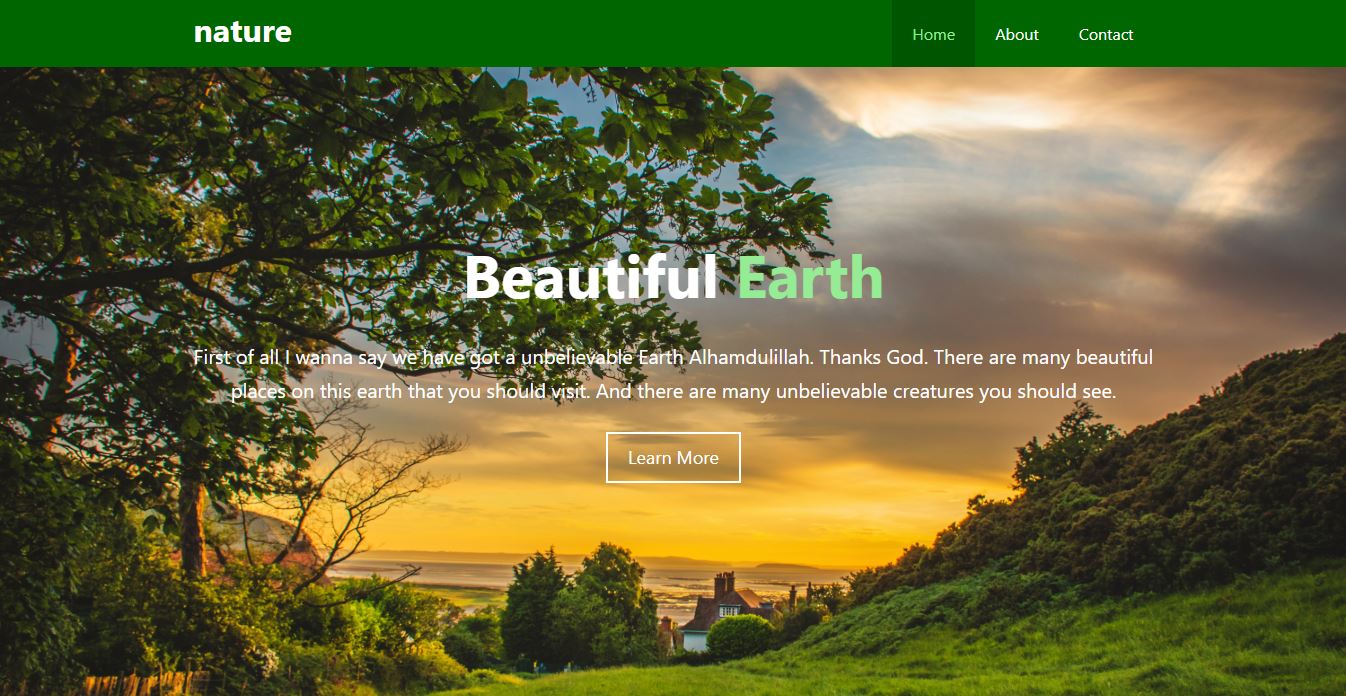 nature
Home
About
Contact
Beautiful Earth
First of all I wanna say we have got a unbelievable Earth Alhamdulillah. Thanks God. There are many beautiful
places on this earth that you should visit. And there are many unbelievable creatures you should see.
Learn More